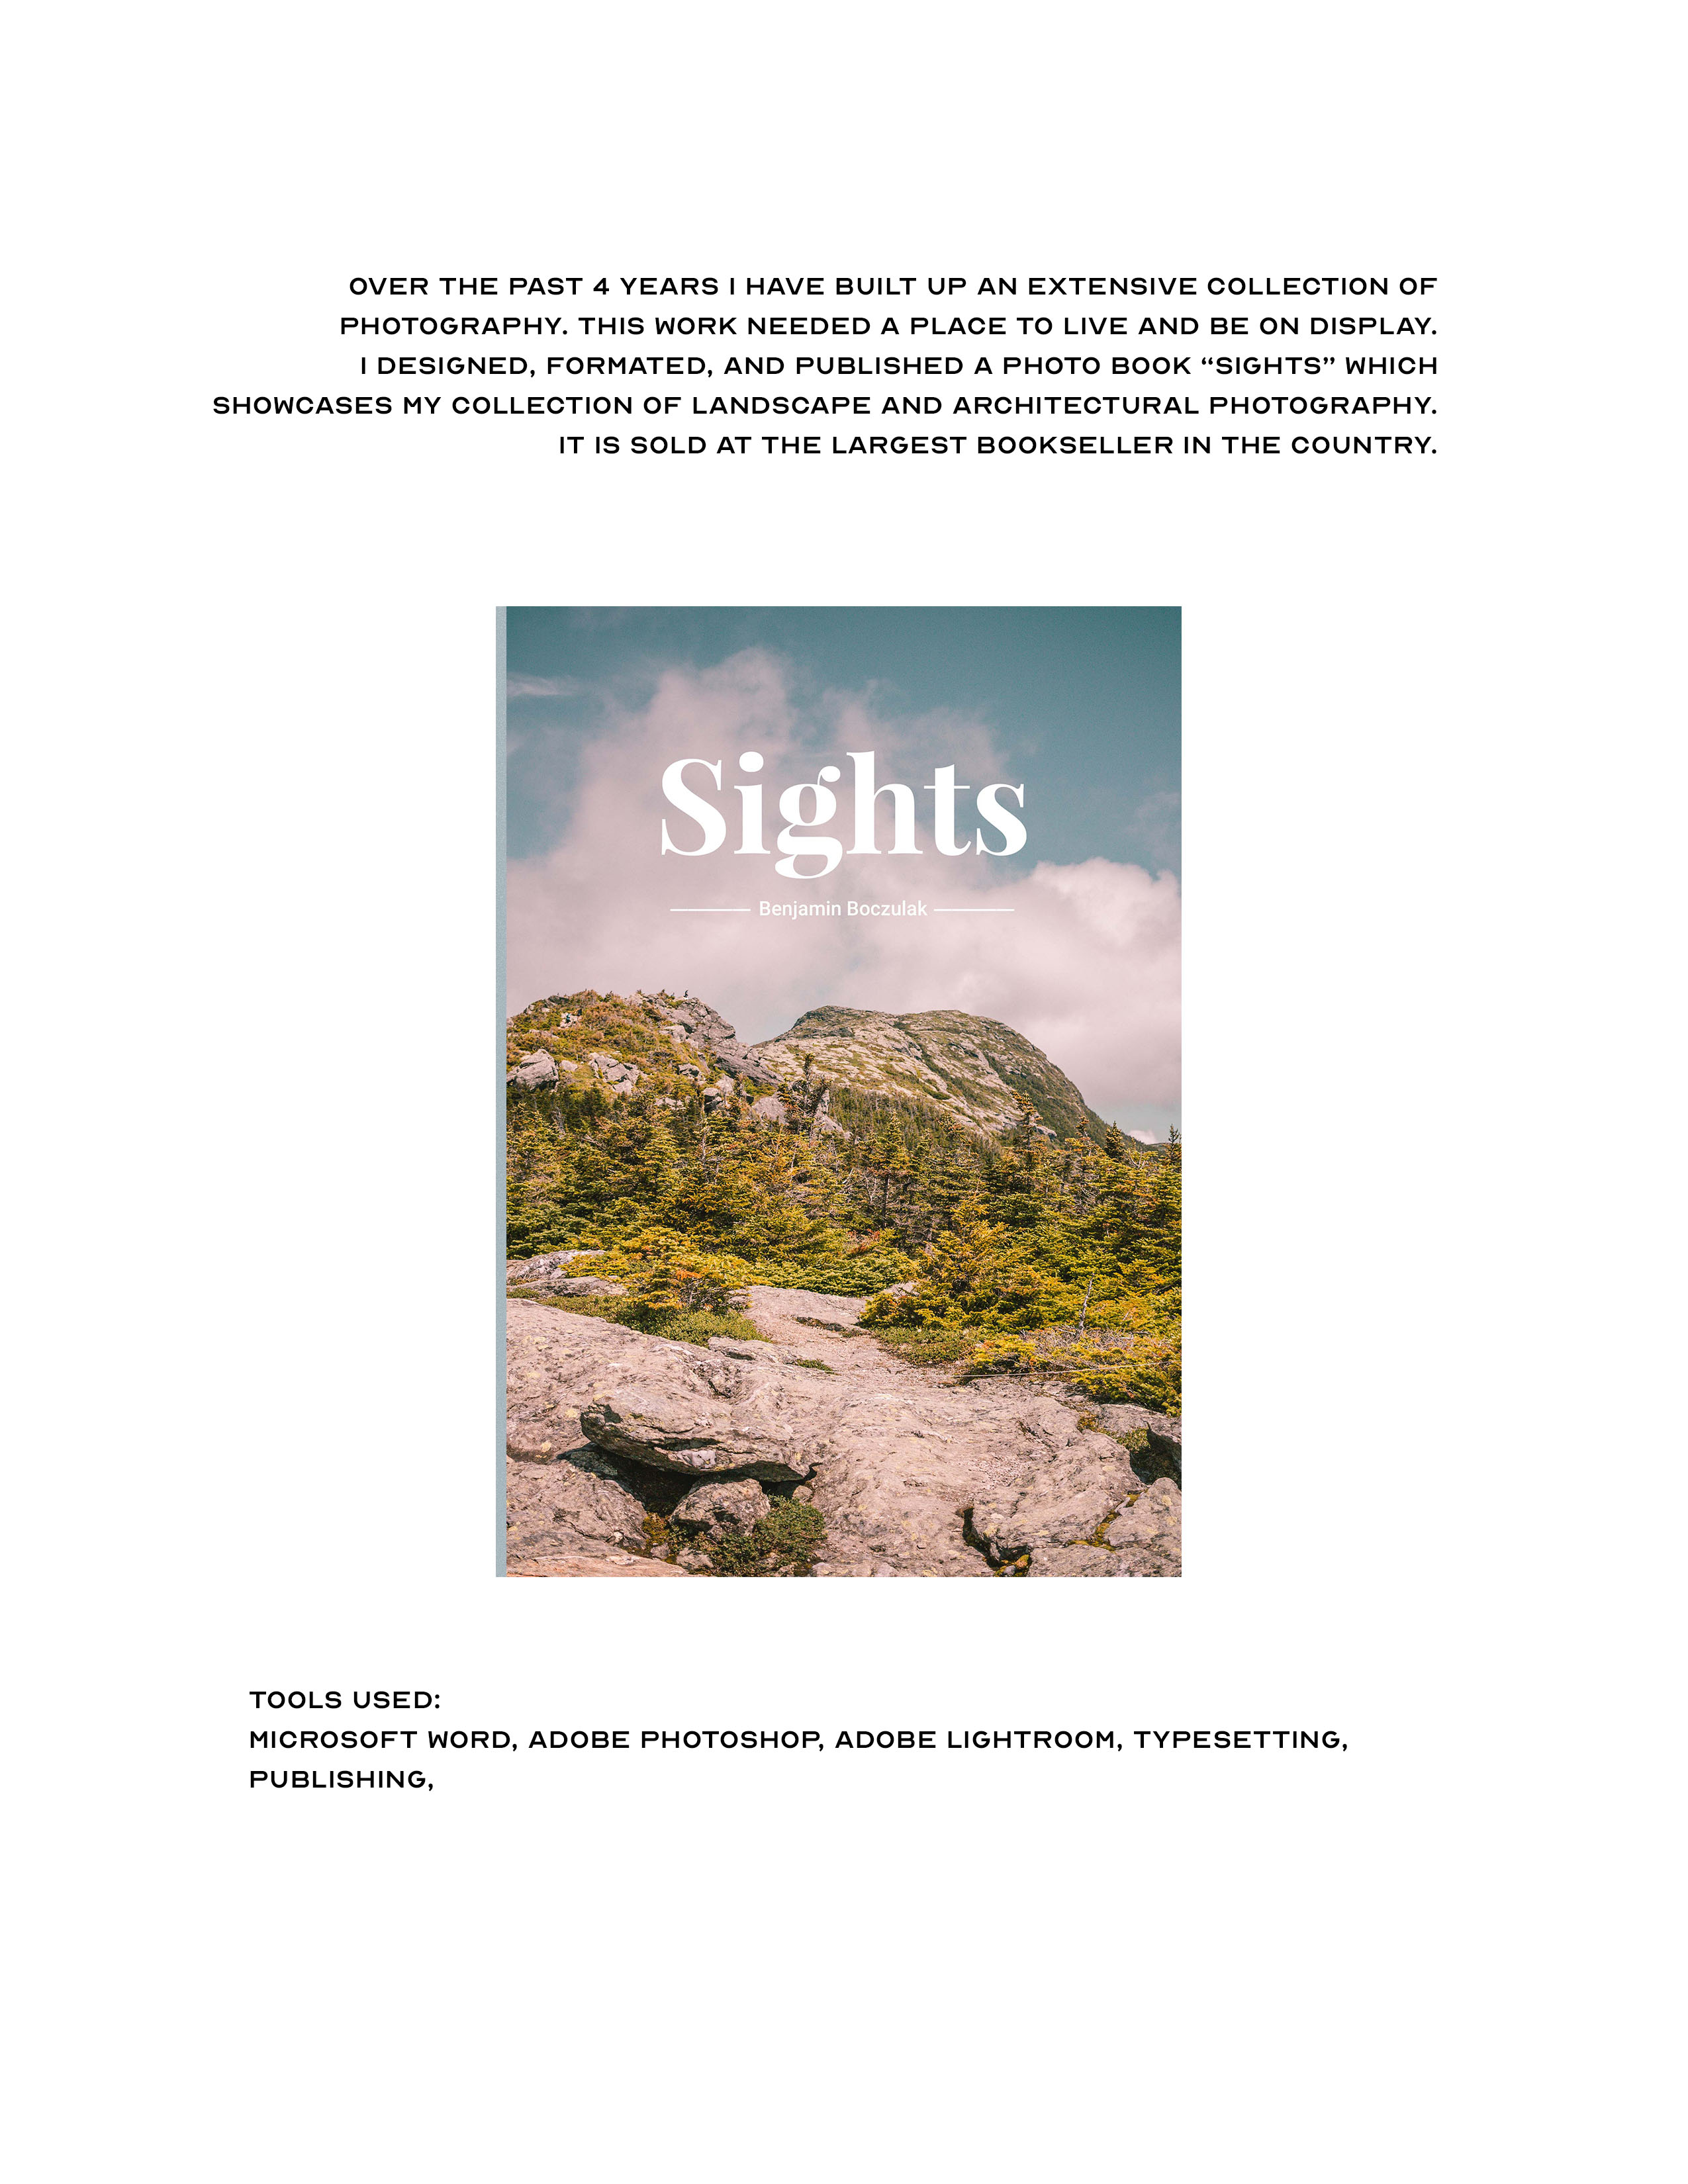 OVER THE PAST 4 YEARS I HAVE BUILT UP AN EXTENSIVE COLLECTION OF
PHOTOGRAPHY. THIS WORK NEEDED A PLACE TO LIVE AND BE ON DISPLAY.
I DESIGNED, FORMATED, AND PUBLISHED A PHOTO BOOK “SIGHTS” WHICH
SHOWCASES MY COLLECTION OF LANDSCAPE AND ARCHITECTURAL PHOTOGRAPHY.
IT IS SOLD AT THE LARGEST BOOKSELLER IN THE COUNTRY.
Sights
Benjamin Boczulak
TOOLS USED:
MICROSOFT WORD, ADOBE PHOTOSHOP, ADOBE LIGHTROOM, TYPESETTING,
PUBLISHING,